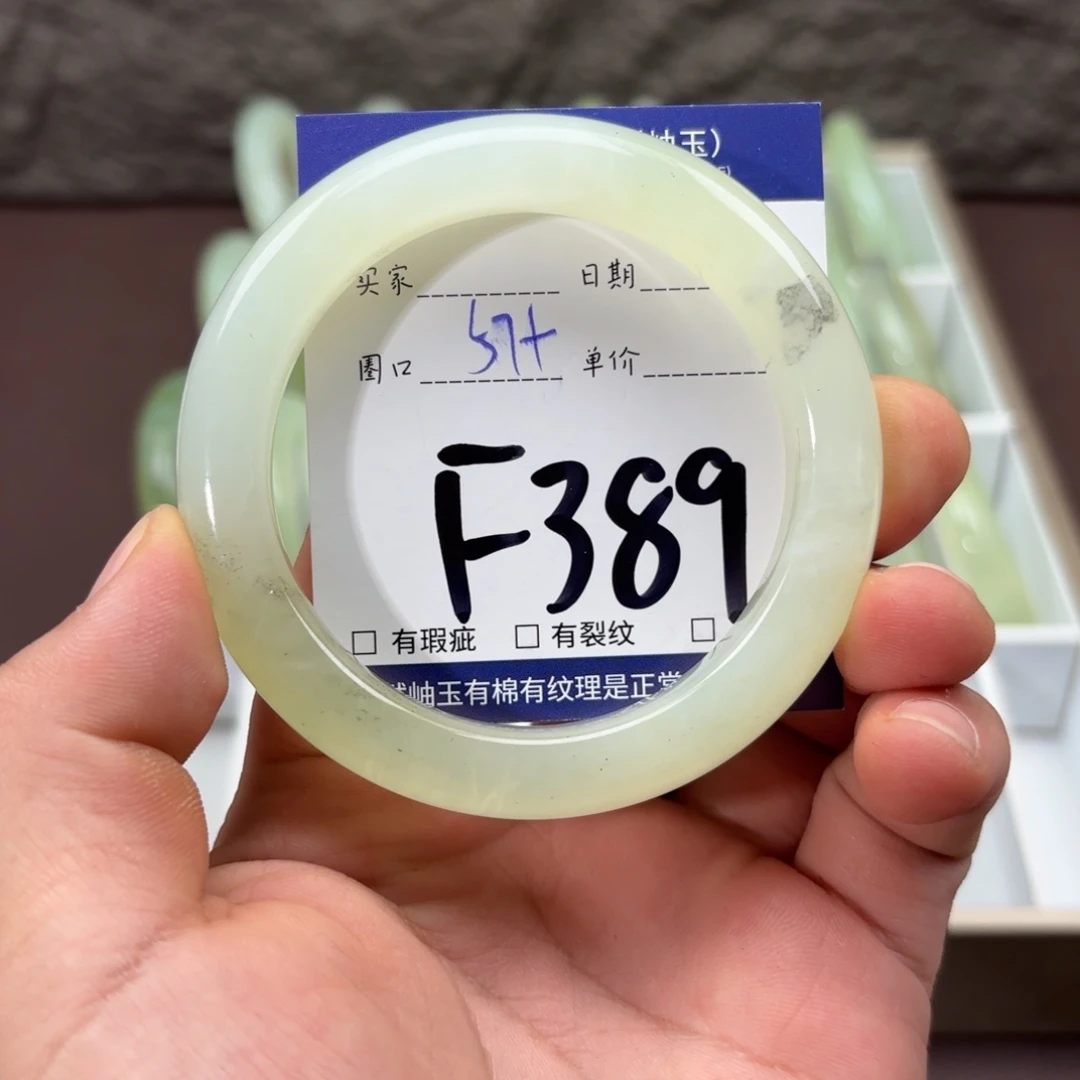 岫玉）
买家 日期
圈口 57+ 单价
F389
□ 有瑕疵 □ 有裂纹 □
岫玉有棉有纹理是正常